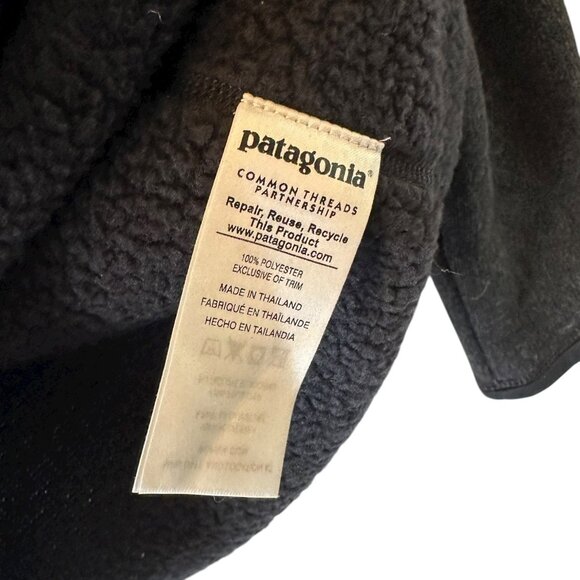 patagonia®
COMMON THREADS
PARTNERSHIP
Repair, Reuse, Recycle
This Product
www.patagonia.com
100% POLYESTER
EXCLUSIVE OF TRIM
MADE IN THAILAND
FABRIQUÉ EN THAÏLANDE
HECHO EN TAILANDIA